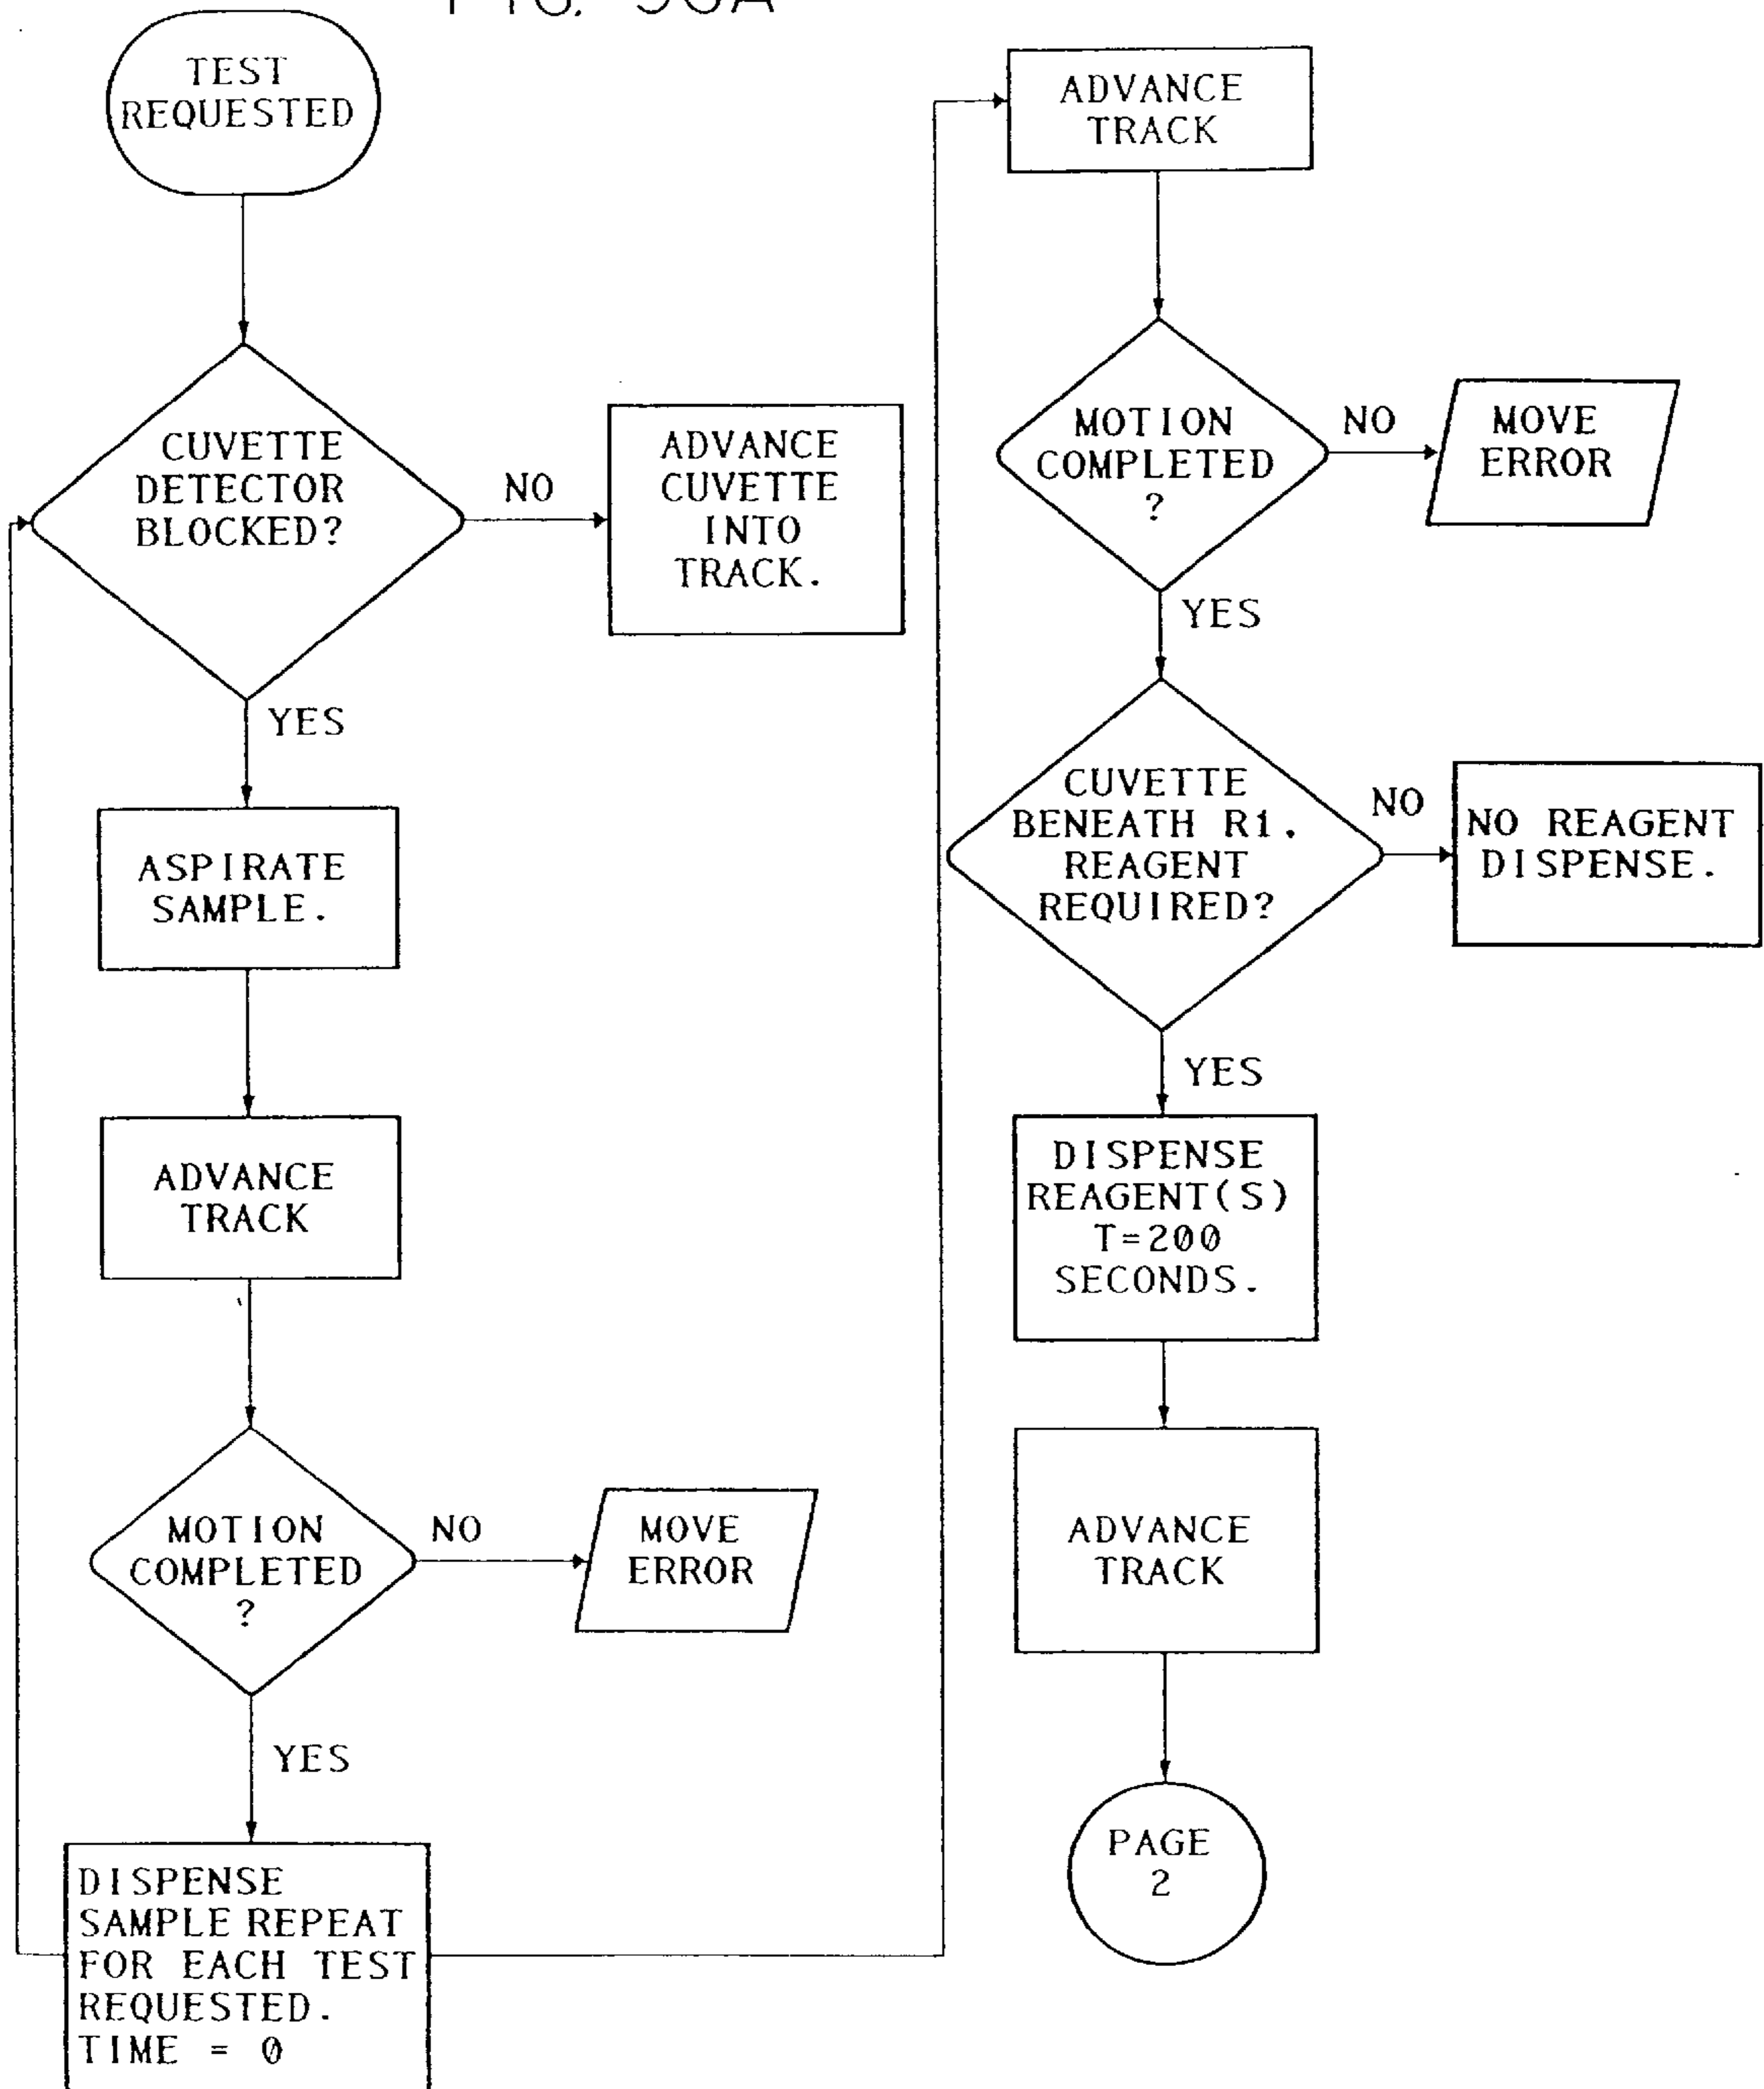 TEST
REQUESTED
CUVETTE
DETECTOR
BLOCKED?
NO
ADVANCE
CUVETTE
INTO
TRACK.
YES
ASPIRATE
SAMPLE.
ADVANCE
TRACK
MOTION
COMPLETED
?
NO
MOVE
ERROR
YES
DISPENSE
SAMPLE REPEAT
FOR EACH TEST
REQUESTED.
TIME = 0
ADVANCE
TRACK
MOTION
COMPLETED
?
NO
MOVE
ERROR
YES
CUVETTE
BENEATH R1.
REAGENT
REQUIRED?
NO
NO REAGENT
DISPENSE.
YES
DISPENSE
REAGENT(S)
T=200
SECONDS.
ADVANCE
TRACK
PAGE
2